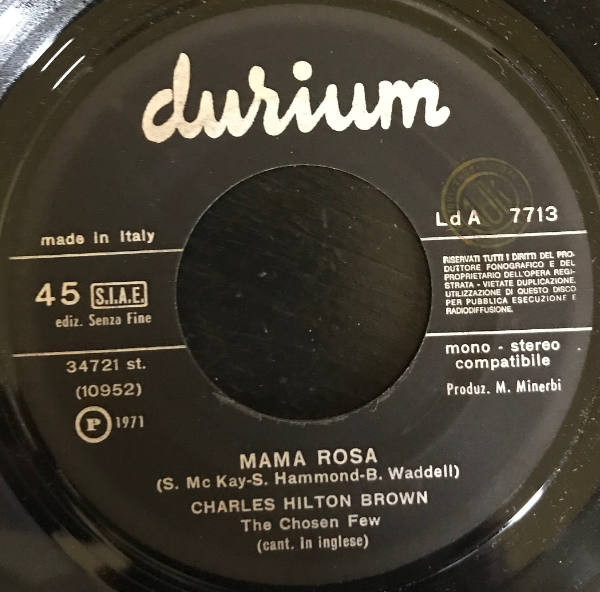 durium
made in Italy
45 S.I.A.E.
ediz. Senza Fine
34721 st.
(10952)
P 1971
Ld A 7713
RISERVATI TUTTI I DIRITTI DEL PRO-
DUTTORE FONOGRAFICO E DEL
PROPRIETARIO DELL'OPERA REGI-
STRATA - VIETATE DUPLICAZIONE,
UTILIZZAZIONE DI QUESTO DISCO
PER PUBBLICA ESECUZIONE E
RADIODIFFUSIONE.
mono - stereo
compatibile
Produz. M. Minerbi
MAMA ROSA
(S. Mc Kay-S. Hammond-B. Waddell)
CHARLES HILTON BROWN
The Chosen Few
(cant. in inglese)